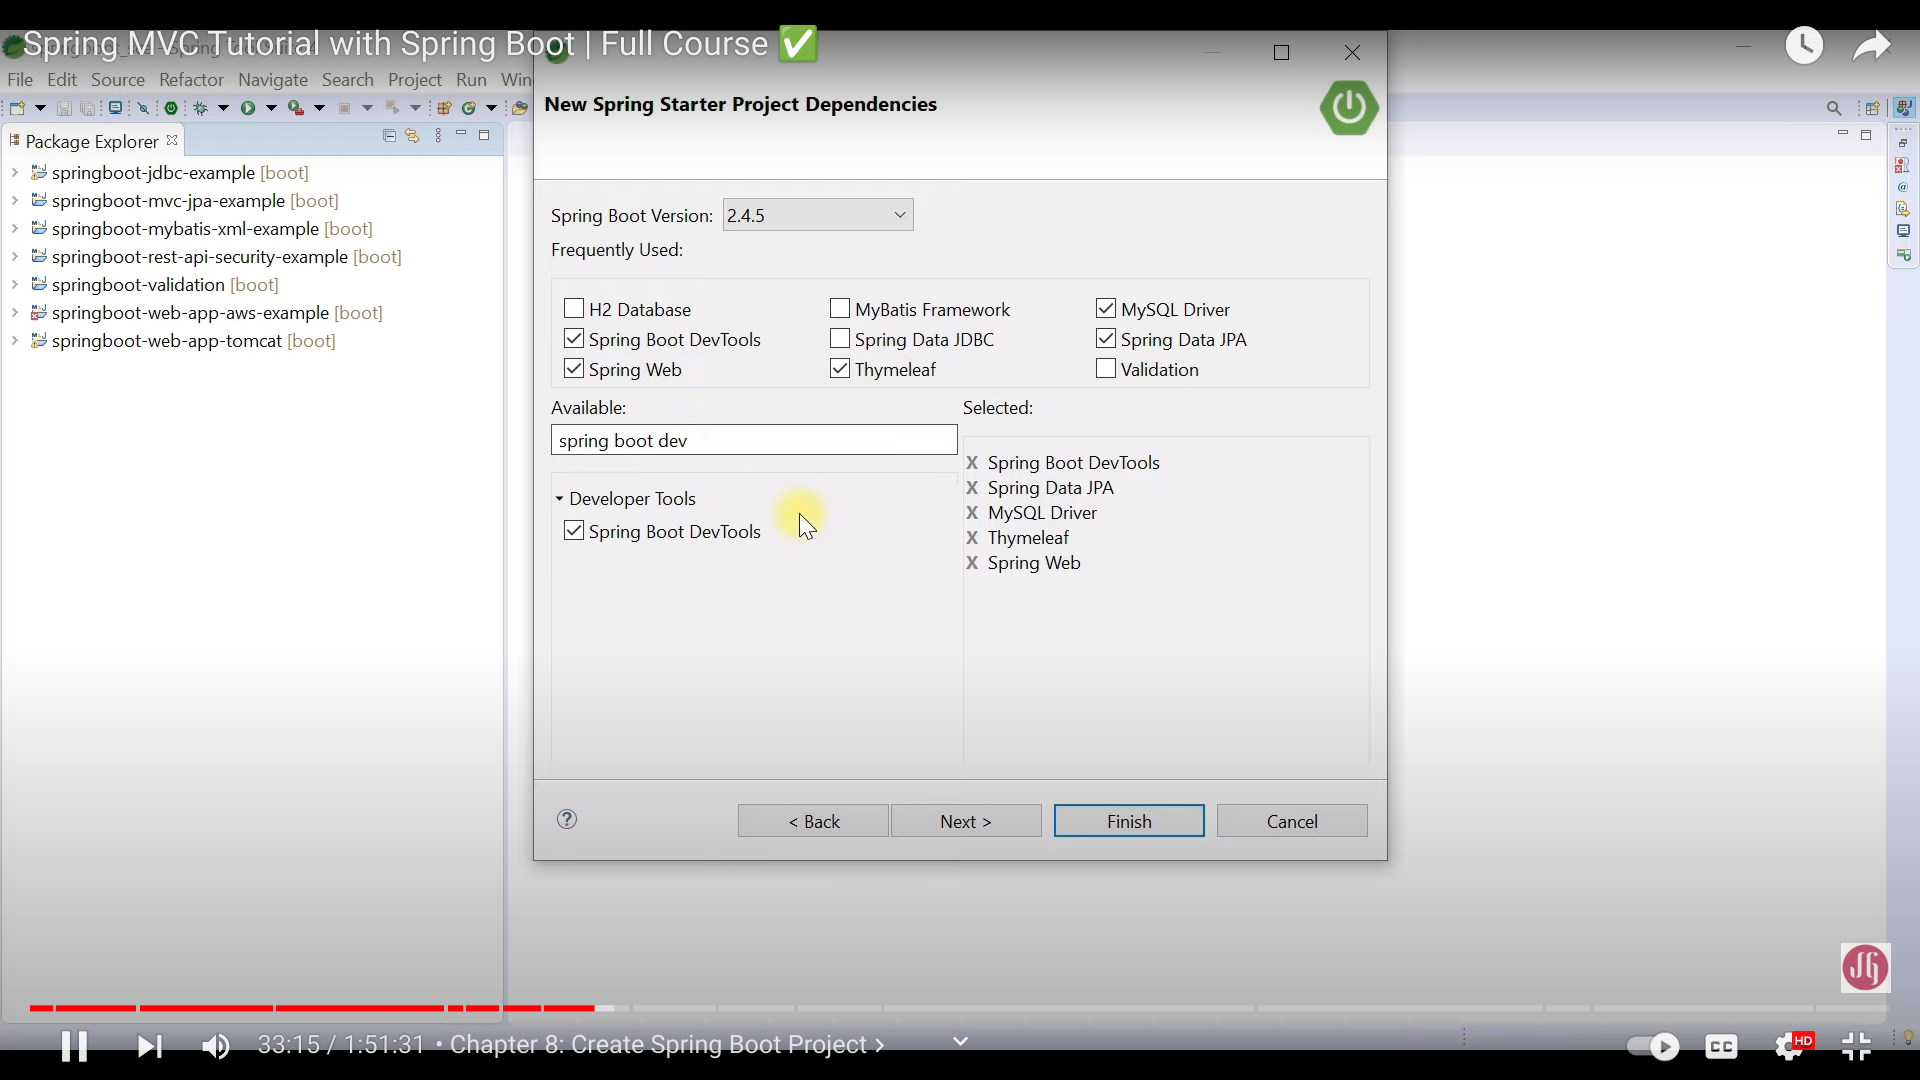 Spring MVC Tutorial with Spring Boot | Full Course ✅
File Edit Source Refactor Navigate Search Project Run Win
New Spring Starter Project Dependencies
Package Explorer
springboot-jdbc-example [boot]
springboot-mvc-jpa-example [boot]
springboot-mybatis-xml-example [boot]
springboot-rest-api-security-example [boot]
springboot-validation [boot]
springboot-web-app-aws-example [boot]
springboot-web-app-tomcat [boot]
Spring Boot Version: 2.4.5
Frequently Used:
H2 Database MyBatis Framework MySQL Driver
Spring Boot DevTools Spring Data JDBC Spring Data JPA
Spring Web Thymeleaf Validation
Available: Selected:
spring boot dev
Developer Tools
Spring Boot DevTools
X Spring Boot DevTools
X Spring Data JPA
X MySQL Driver
X Thymeleaf
X Spring Web
< Back Next > Finish Cancel
33:15 / 1:51:31 • Chapter 8: Create Spring Boot Project >
CC HD